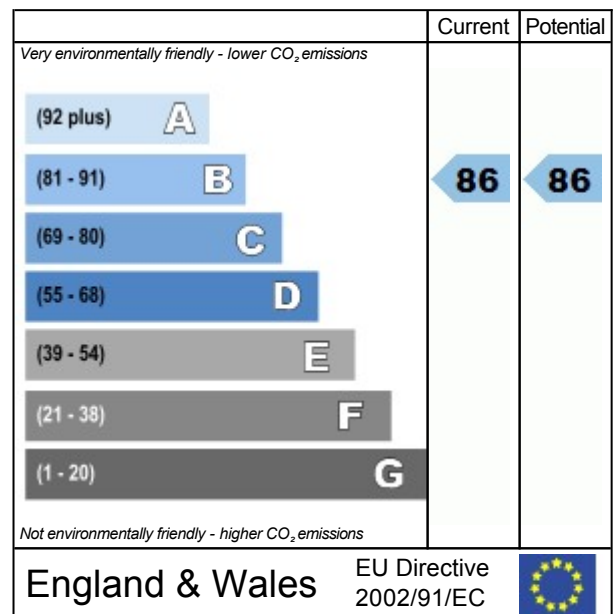 Current Potential
Very environmentally friendly - lower CO₂ emissions
(92 plus) A
(81 - 91) B 86 86
(69 - 80) C
(55 - 68) D
(39 - 54) E
(21 - 38) F
(1 - 20) G
Not environmentally friendly - higher CO₂ emissions
England & Wales
EU Directive
2002/91/EC